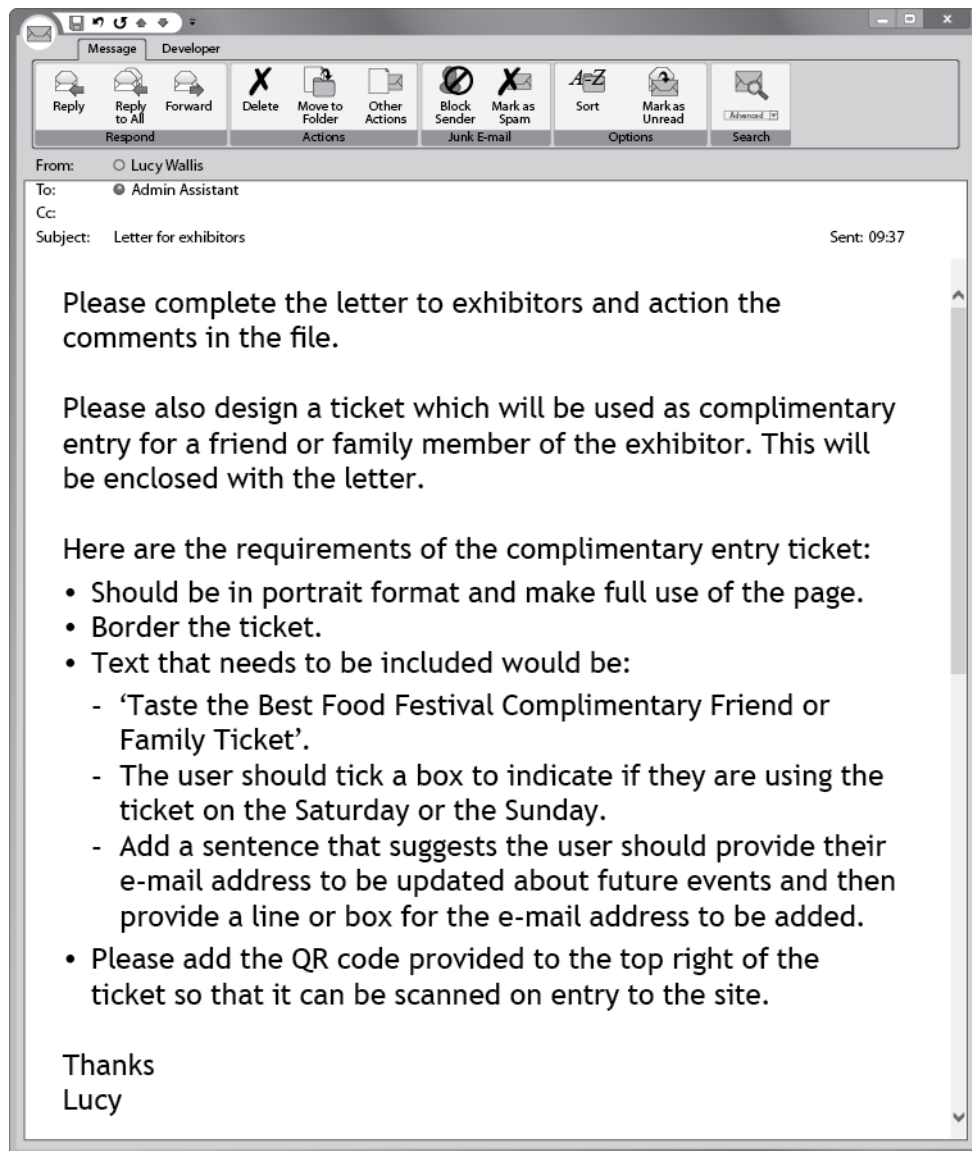 Message Developer
Reply Reply to All Forward Delete Move to Folder Other Actions Block Sender Mark as Spam Sort Mark as Unread Advanced
Respond Actions Junk E-mail Options Search
From: Lucy Wallis
To: Admin Assistant
Cc:
Subject: Letter for exhibitors Sent: 09:37
Please complete the letter to exhibitors and action the
comments in the file.
Please also design a ticket which will be used as complimentary
entry for a friend or family member of the exhibitor. This will
be enclosed with the letter.
Here are the requirements of the complimentary entry ticket:
• Should be in portrait format and make full use of the page.
• Border the ticket.
• Text that needs to be included would be:
- ‘Taste the Best Food Festival Complimentary Friend or
Family Ticket’.
- The user should tick a box to indicate if they are using the
ticket on the Saturday or the Sunday.
- Add a sentence that suggests the user should provide their
e-mail address to be updated about future events and then
provide a line or box for the e-mail address to be added.
• Please add the QR code provided to the top right of the
ticket so that it can be scanned on entry to the site.
Thanks
Lucy